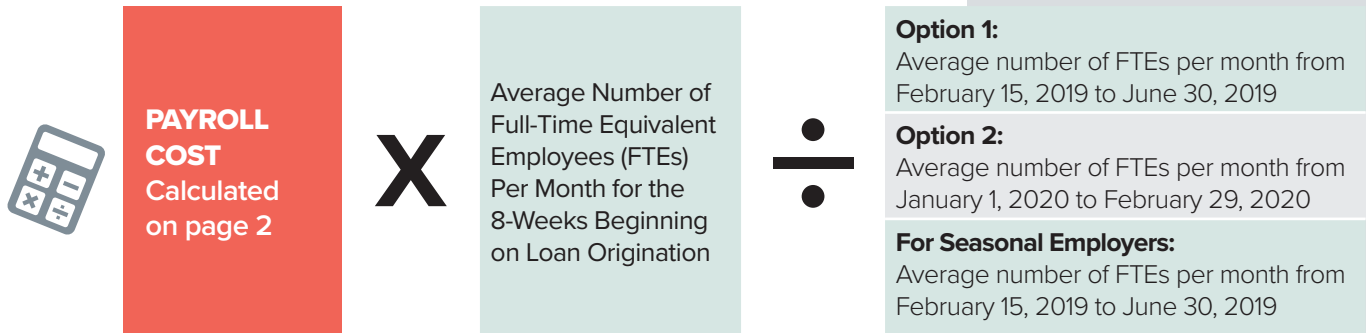 PAYROLL
COST
Calculated
on page 2
X
Average Number of
Full-Time Equivalent
Employees (FTEs)
Per Month for the
8-Weeks Beginning
on Loan Origination
÷
Option 1:
Average number of FTEs per month from
February 15, 2019 to June 30, 2019
Option 2:
Average number of FTEs per month from
January 1, 2020 to February 29, 2020
For Seasonal Employers:
Average number of FTEs per month from
February 15, 2019 to June 30, 2019